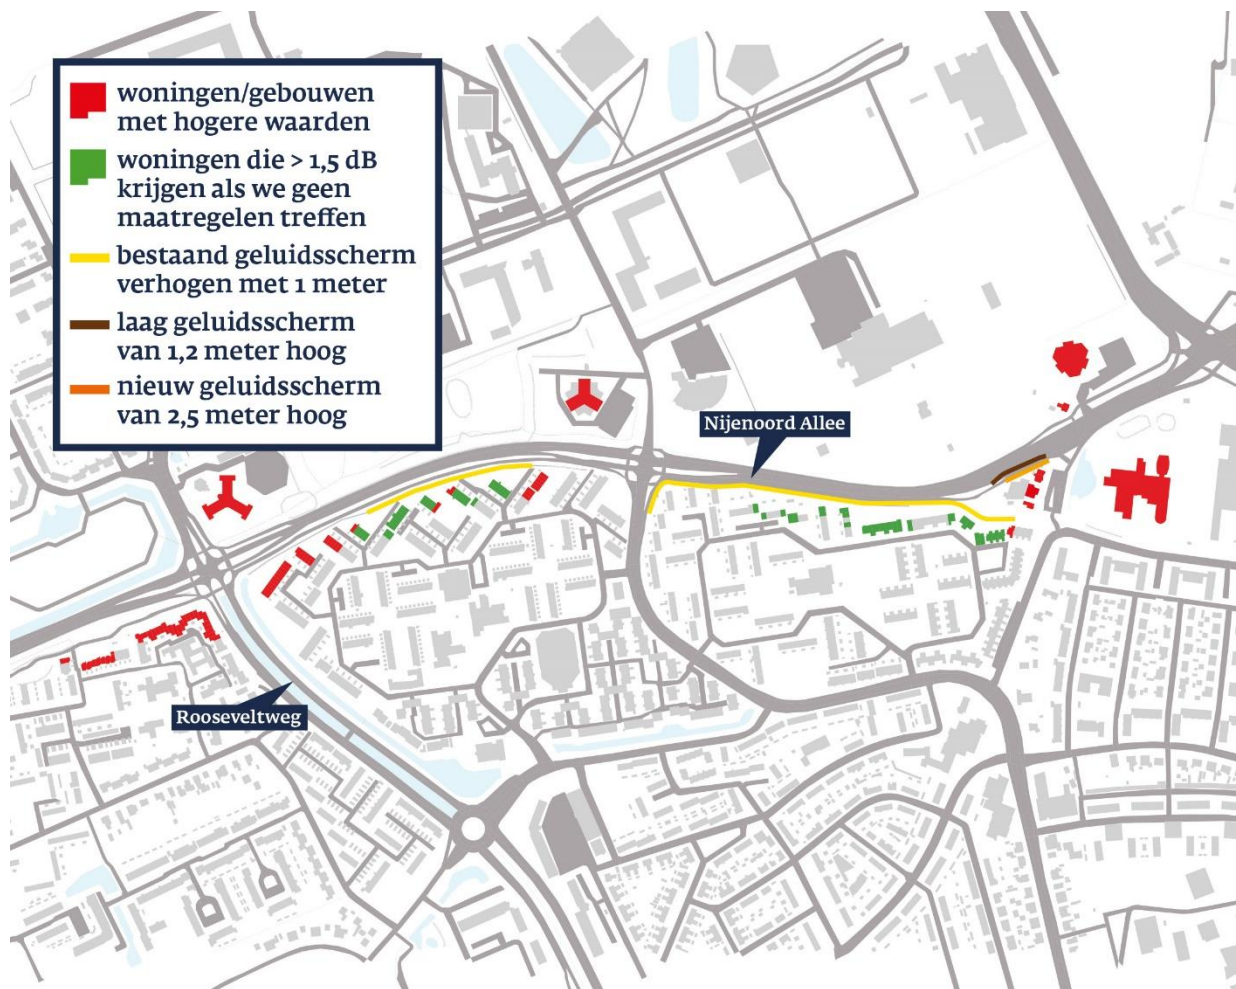 woningen/gebouwen
met hogere waarden
woningen die > 1,5 dB
krijgen als we geen
maatregelen treffen
bestaand geluidsscherm
verhogen met 1 meter
laag geluidsscherm
van 1,2 meter hoog
nieuw geluidsscherm
van 2,5 meter hoog
Nijenoord Allee
Rooseveltweg